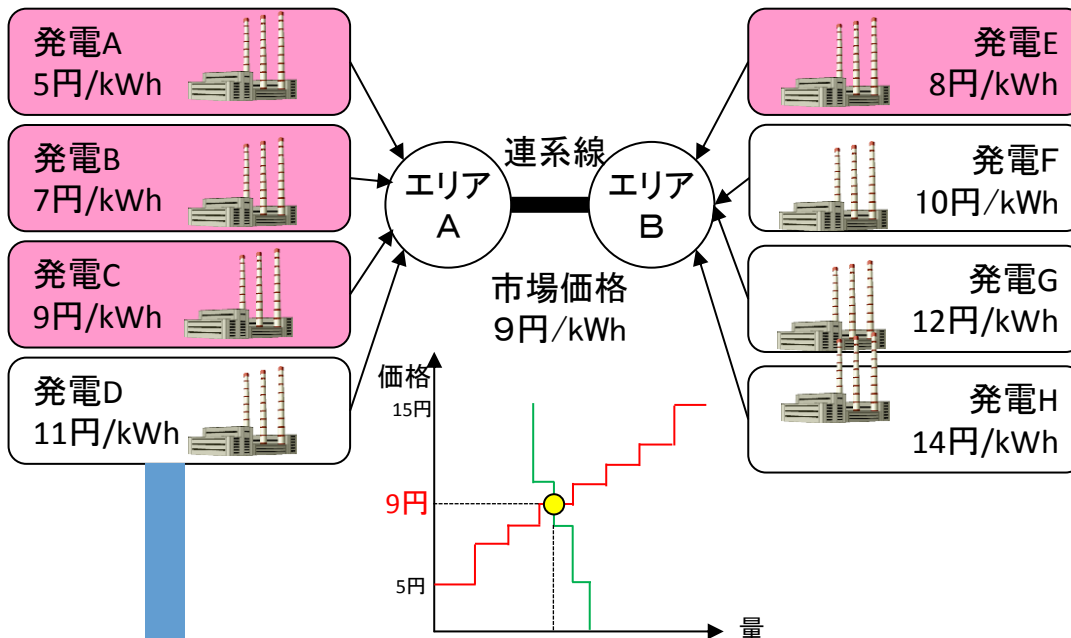 発電A
5円/kWh
発電B
7円/kWh
発電C
9円/kWh
発電D
11円/kWh
エリア
A
連系線
エリア
B
市場価格
9円/kWh
発電E
8円/kWh
発電F
10円/kWh
発電G
12円/kWh
発電H
14円/kWh
価格
15円
9円
5円
量